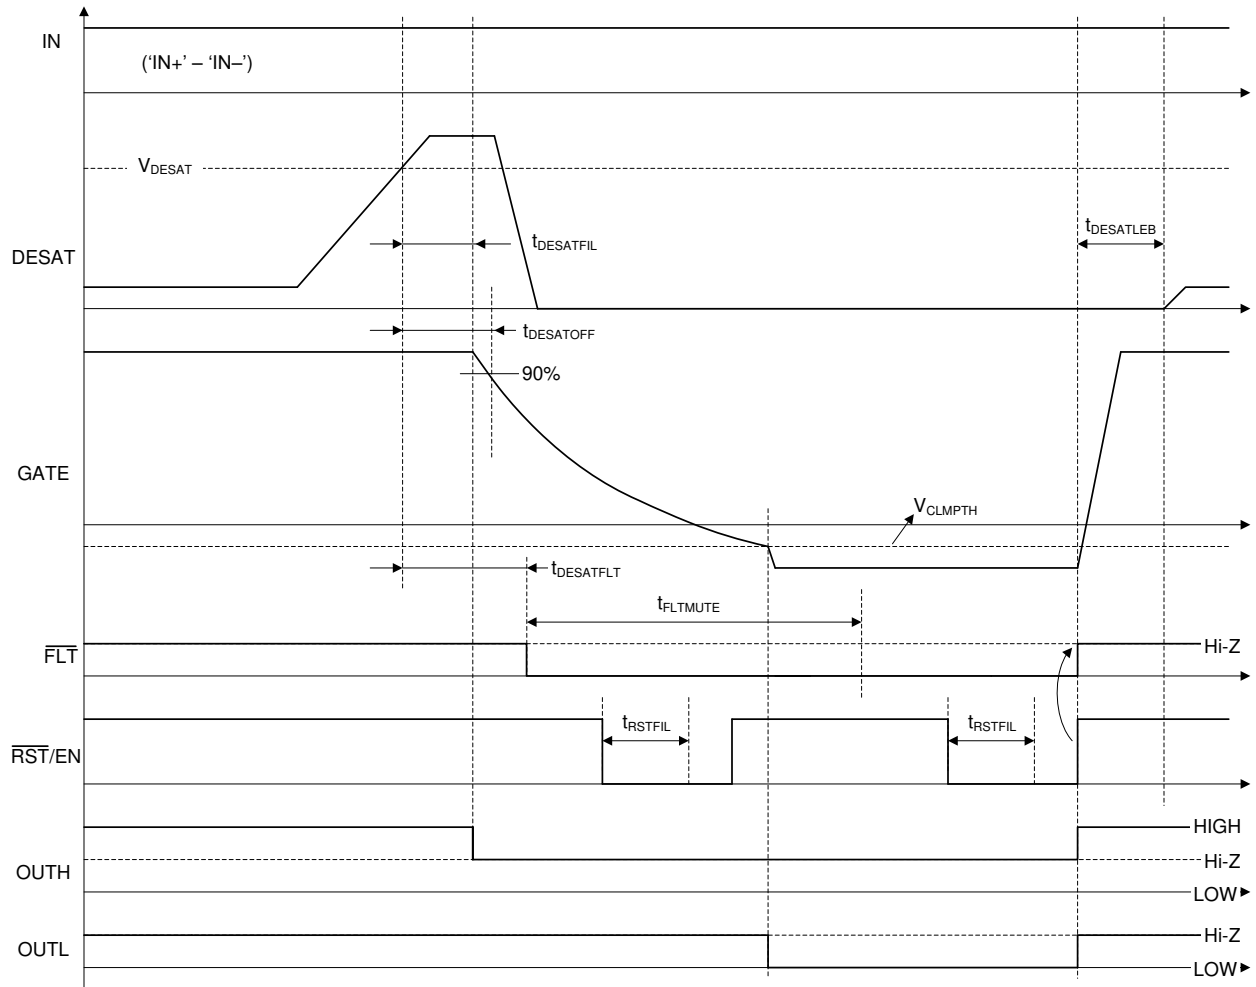 IN
(‘IN+’ – ‘IN–’)
VDESAT
DESAT
tDESATFIL
tDESATLEB
tDESATOFF
90%
GATE
VCLMPTH
tDESATFLT
tFLTMUTE
FLT
Hi-Z
RST/EN
tRSTFIL
tRSTFIL
HIGH
OUTH
Hi-Z
LOW
OUTL
Hi-Z
LOW